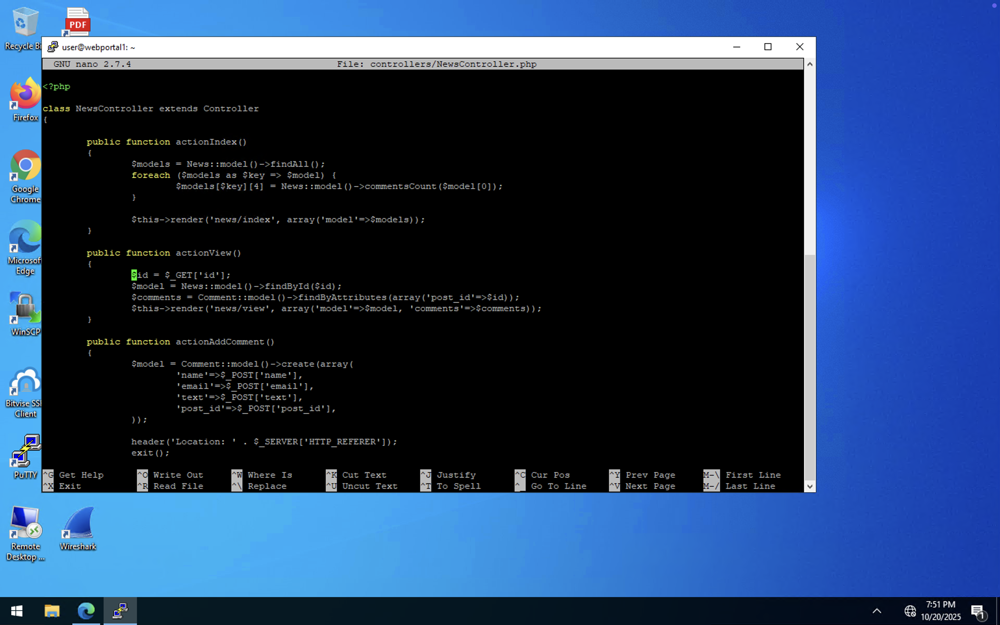 PDF
Recycle Bi
user@webportal1: ~
GNU nano 2.7.4 File: controllers/NewsController.php
<?php
class NewsController extends Controller
{
public function actionIndex()
{
$models = News::model()->findAll();
foreach ($models as $key => $model) {
$models[$key][4] = News::model()->commentsCount($model[0]);
}
$this->render('news/index', array('model'=>$models));
}
public function actionView()
{
$id = $_GET['id'];
$model = News::model()->findById($id);
$comments = Comment::model()->findByAttributes(array('post_id'=>$id));
$this->render('news/view', array('model'=>$model, 'comments'=>$comments));
}
public function actionAddComment()
{
$model = Comment::model()->create(array(
'name'=>$_POST['name'],
'email'=>$_POST['email'],
'text'=>$_POST['text'],
'post_id'=>$_POST['post_id'],
));
header('Location: ' . $_SERVER['HTTP_REFERER']);
exit();
^G Get Help ^O Write Out ^W Where Is ^K Cut Text ^J Justify ^C Cur Pos ^Y Prev Page M-\ First Line
^X Exit ^R Read File ^\ Replace ^U Uncut Text ^T To Spell ^_ Go To Line ^V Next Page M-/ Last Line
Firefox
Google
Chrome
Microsof
Edge
WinSCP
Bitvise SSH
Client
PuTTY
Remote
Desktop ...
Wireshark
7:51 PM
10/20/2025
1